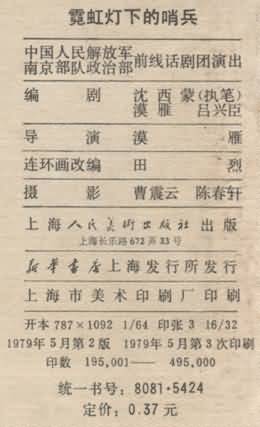 霓虹灯下的哨兵
中国人民解放军
南京部队政治部 前线话剧团演出
编 剧 沈西蒙(执笔)
漠雁 吕兴臣
导 演 漠 雁
连环画改编 田 烈
摄 影 曹震云 陈春轩
上海人民美术出版社 出版
上海长乐路 672 弄 33 号
新华书店上海发行所发行
上海市美术印刷厂印刷
开本 787×1092 1/64 印张 3 16/32
1979年5月第2版 1979年5月第3次印刷
印数 195,001—— 495,000
统一书号: 8081·5424
定价: 0.37 元